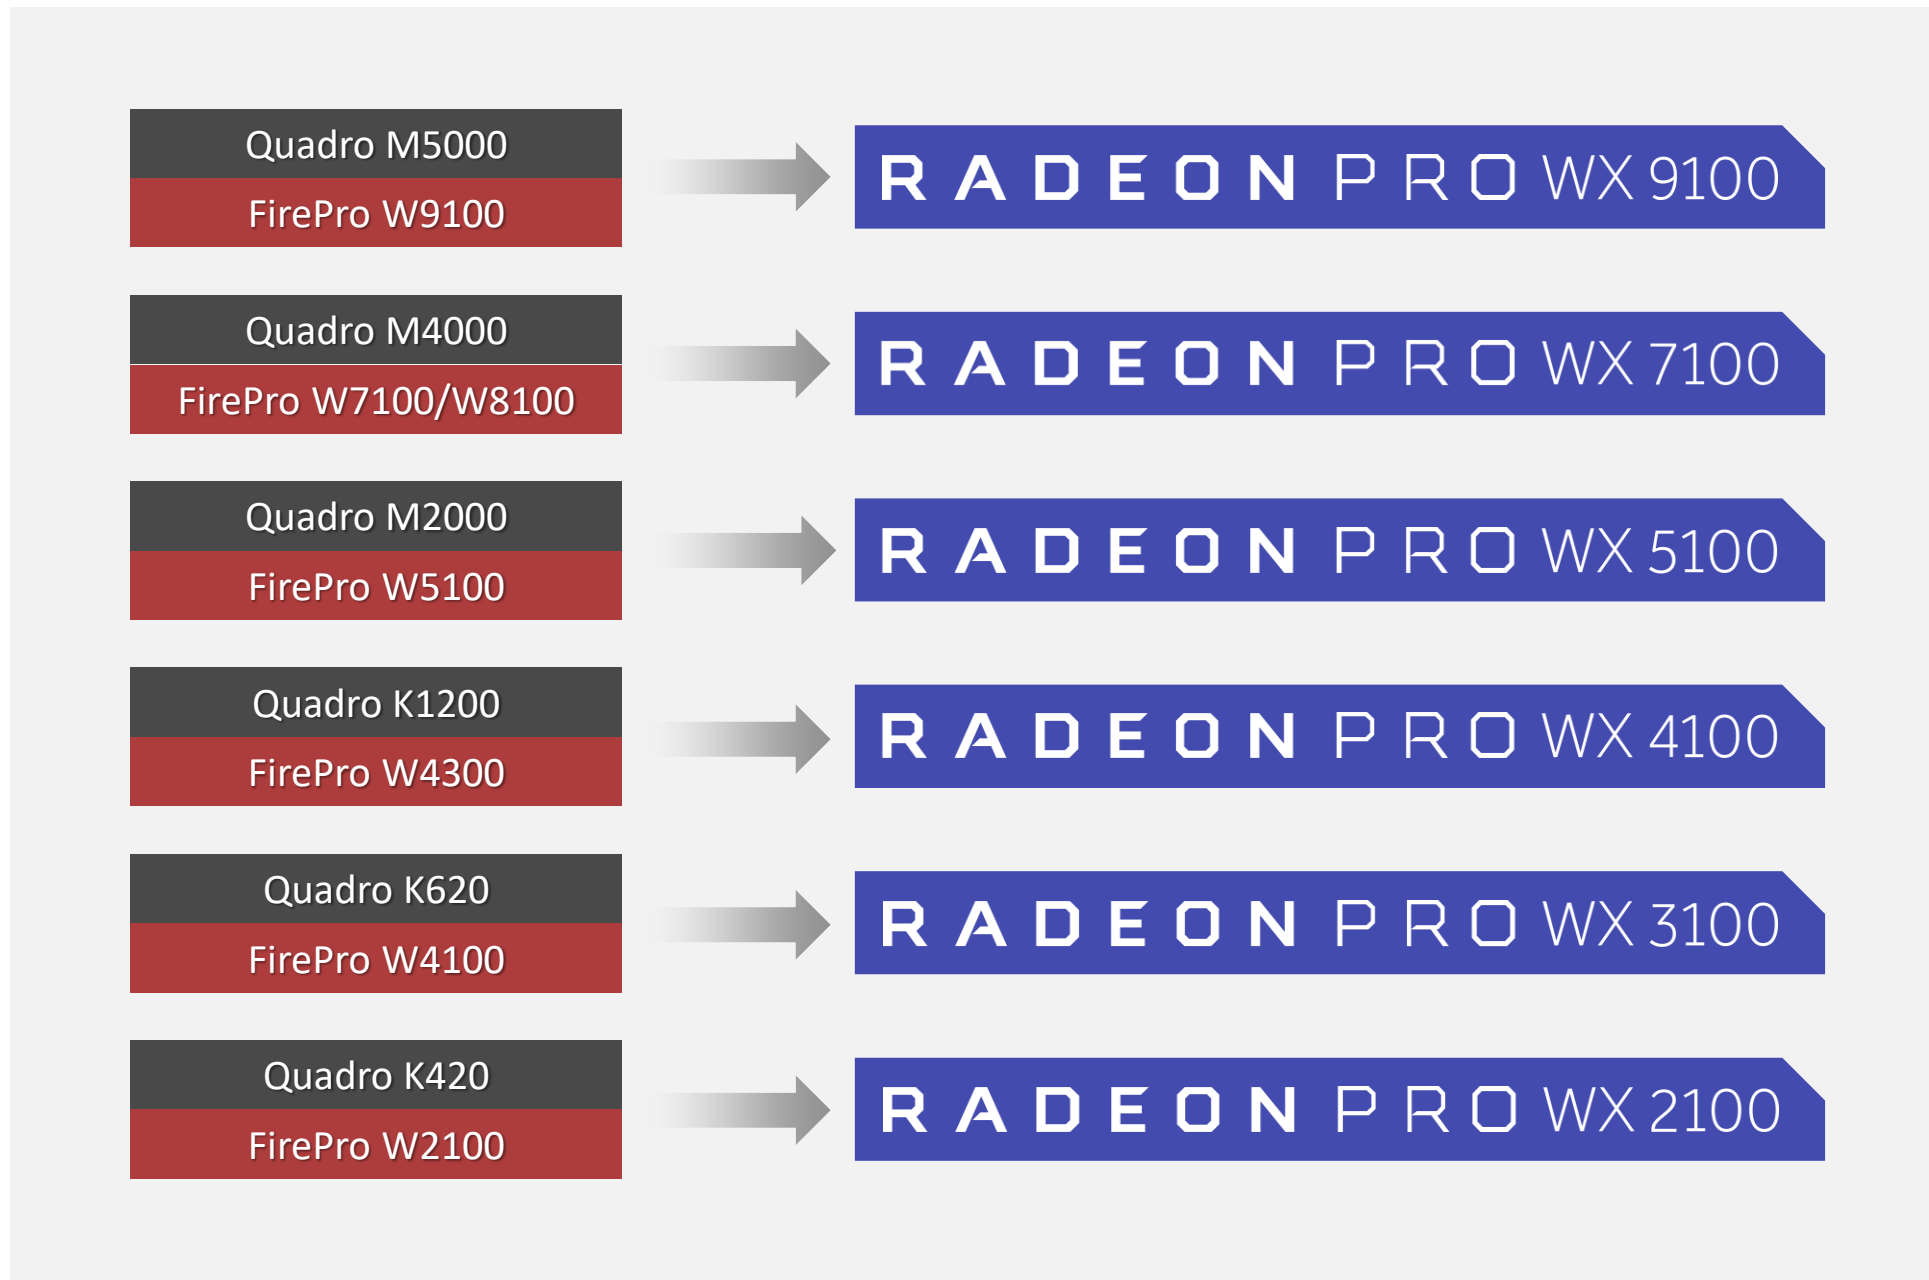 Quadro M5000
FirePro W9100
RADEON PRO WX 9100
Quadro M4000
FirePro W7100/W8100
RADEON PRO WX 7100
Quadro M2000
FirePro W5100
RADEON PRO WX 5100
Quadro K1200
FirePro W4300
RADEON PRO WX 4100
Quadro K620
FirePro W4100
RADEON PRO WX 3100
Quadro K420
FirePro W2100
RADEON PRO WX 2100